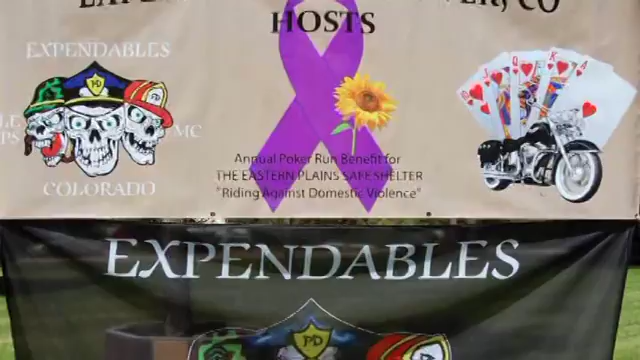 HOSTS
EXPENDABLES
PD
MC
COLORADO
Annual Poker Run Benefit for
THE EASTERN PLAINS SAFESHELTER
"Riding Against Domestic Violence"
J
Q
K
A
EXPENDABLES
PD